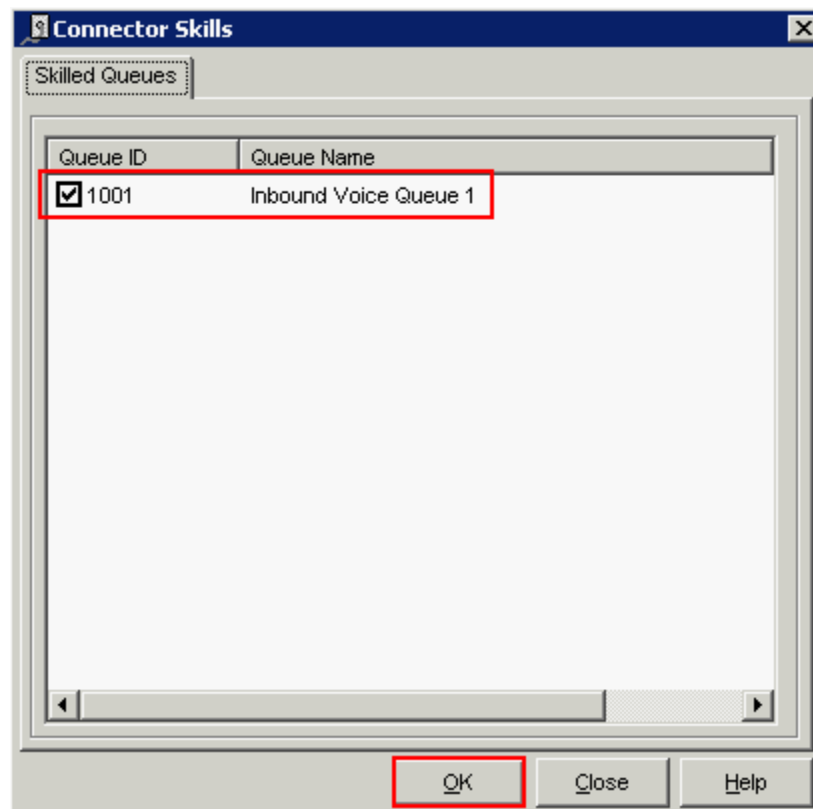 Connector Skills
Skilled Queues
Queue ID Queue Name
1001 Inbound Voice Queue 1
OK Close Help